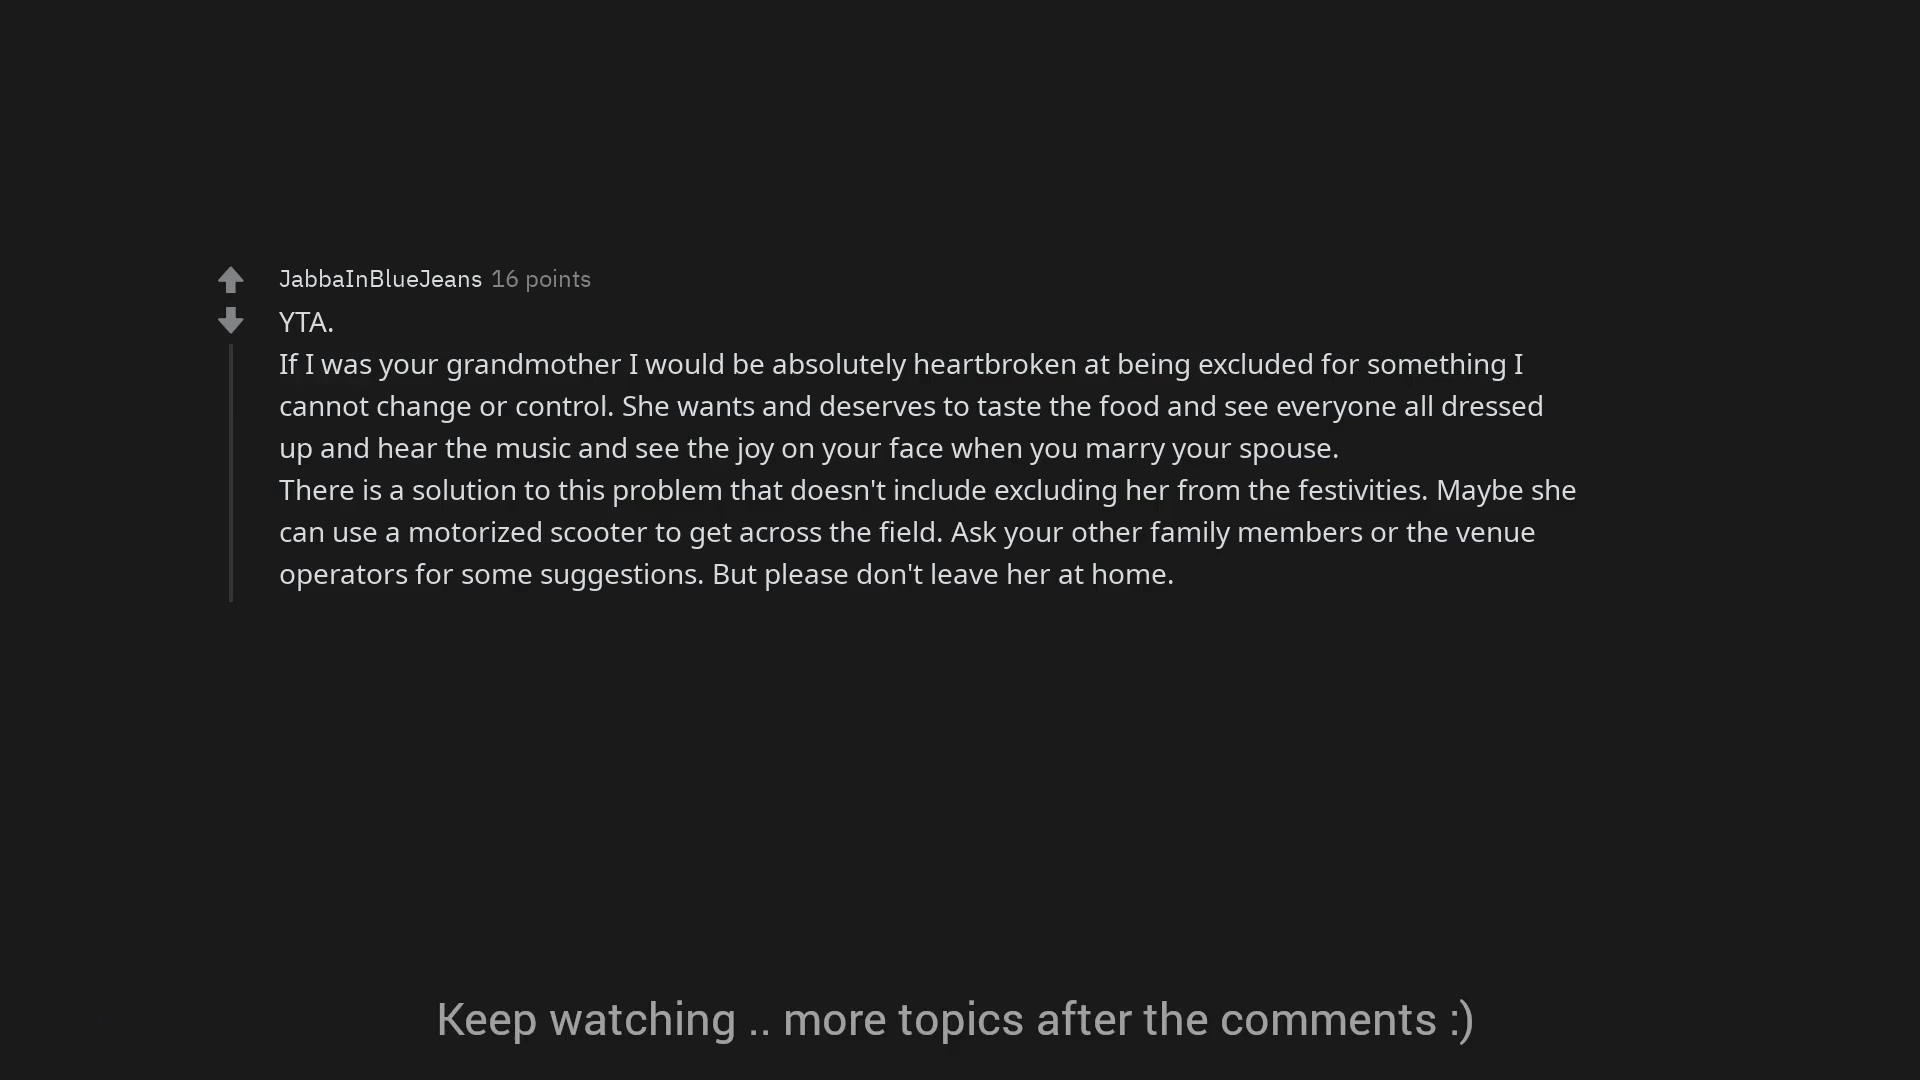 JabbaInBlueJeans 16 points
YTA.
If I was your grandmother I would be absolutely heartbroken at being excluded for something I
cannot change or control. She wants and deserves to taste the food and see everyone all dressed
up and hear the music and see the joy on your face when you marry your spouse.
There is a solution to this problem that doesn't include excluding her from the festivities. Maybe she
can use a motorized scooter to get across the field. Ask your other family members or the venue
operators for some suggestions. But please don't leave her at home.
Keep watching .. more topics after the comments :)